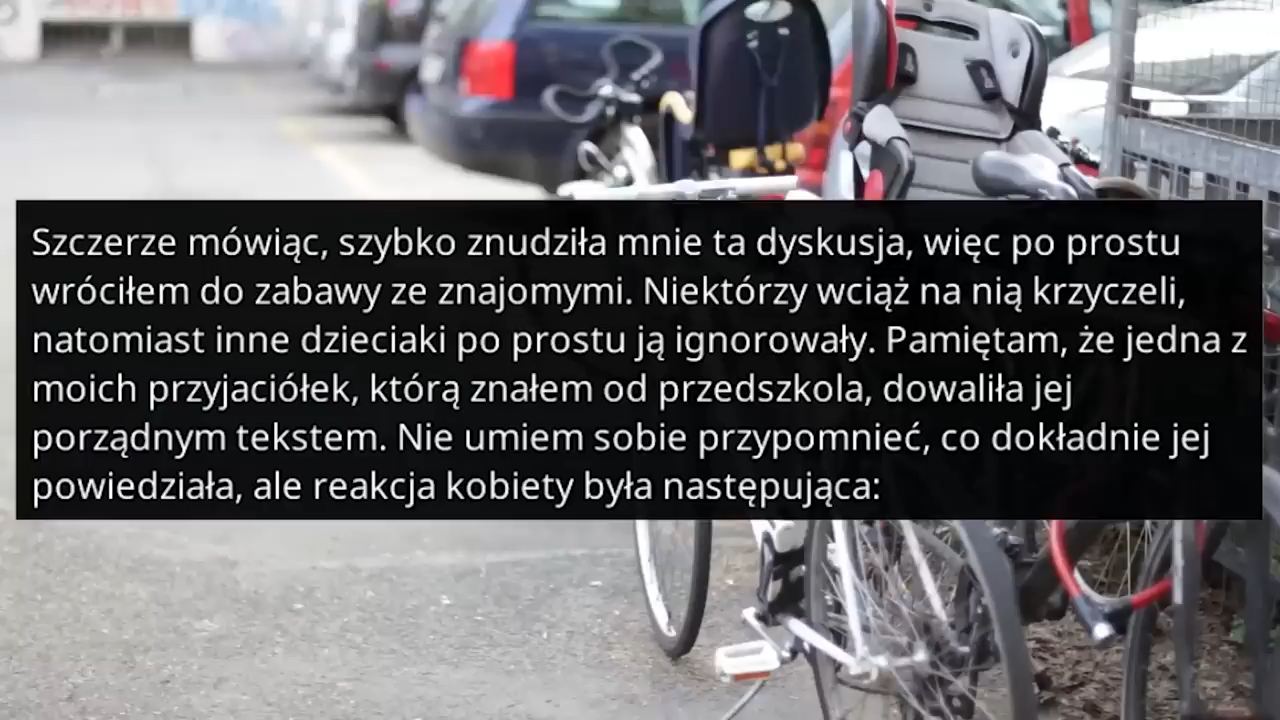 Szczerze mówiąc, szybko znudziła mnie ta dyskusja, więc po prostu
wróciłem do zabawy ze znajomymi. Niektórzy wciąż na nią krzyczeli,
natomiast inne dzieciaki po prostu ją ignorowały. Pamiętam, że jedna z
moich przyjaciółek, którą znałem od przedszkola, dowaliła jej
porządnym tekstem. Nie umiem sobie przypomnieć, co dokładnie jej
powiedziała, ale reakcja kobiety była następująca: